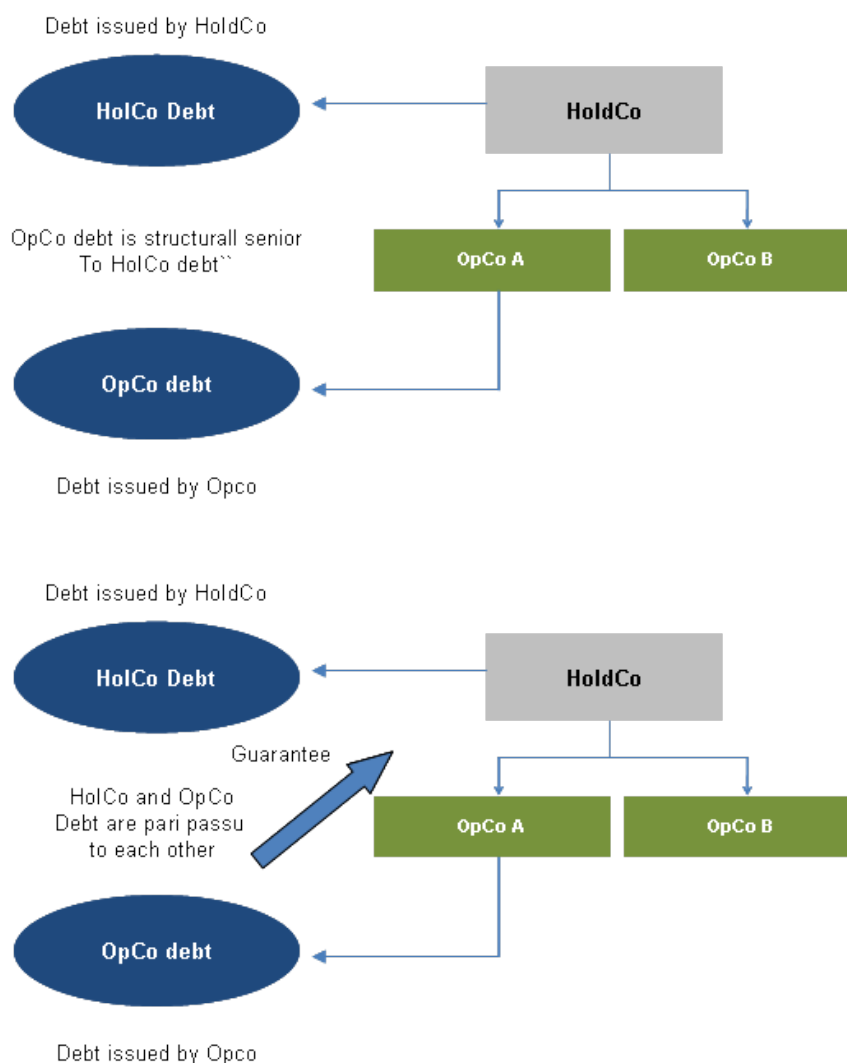 Debt issued by HoldCo
HolCo Debt
HoldCo
OpCo debt is structurall senior
To HolCo debt``
OpCo A
OpCo B
OpCo debt
Debt issued by Opco
Debt issued by HoldCo
HolCo Debt
HoldCo
Guarantee
HolCo and OpCo
Debt are pari passu
to each other
OpCo A
OpCo B
OpCo debt
Debt issued by Opco